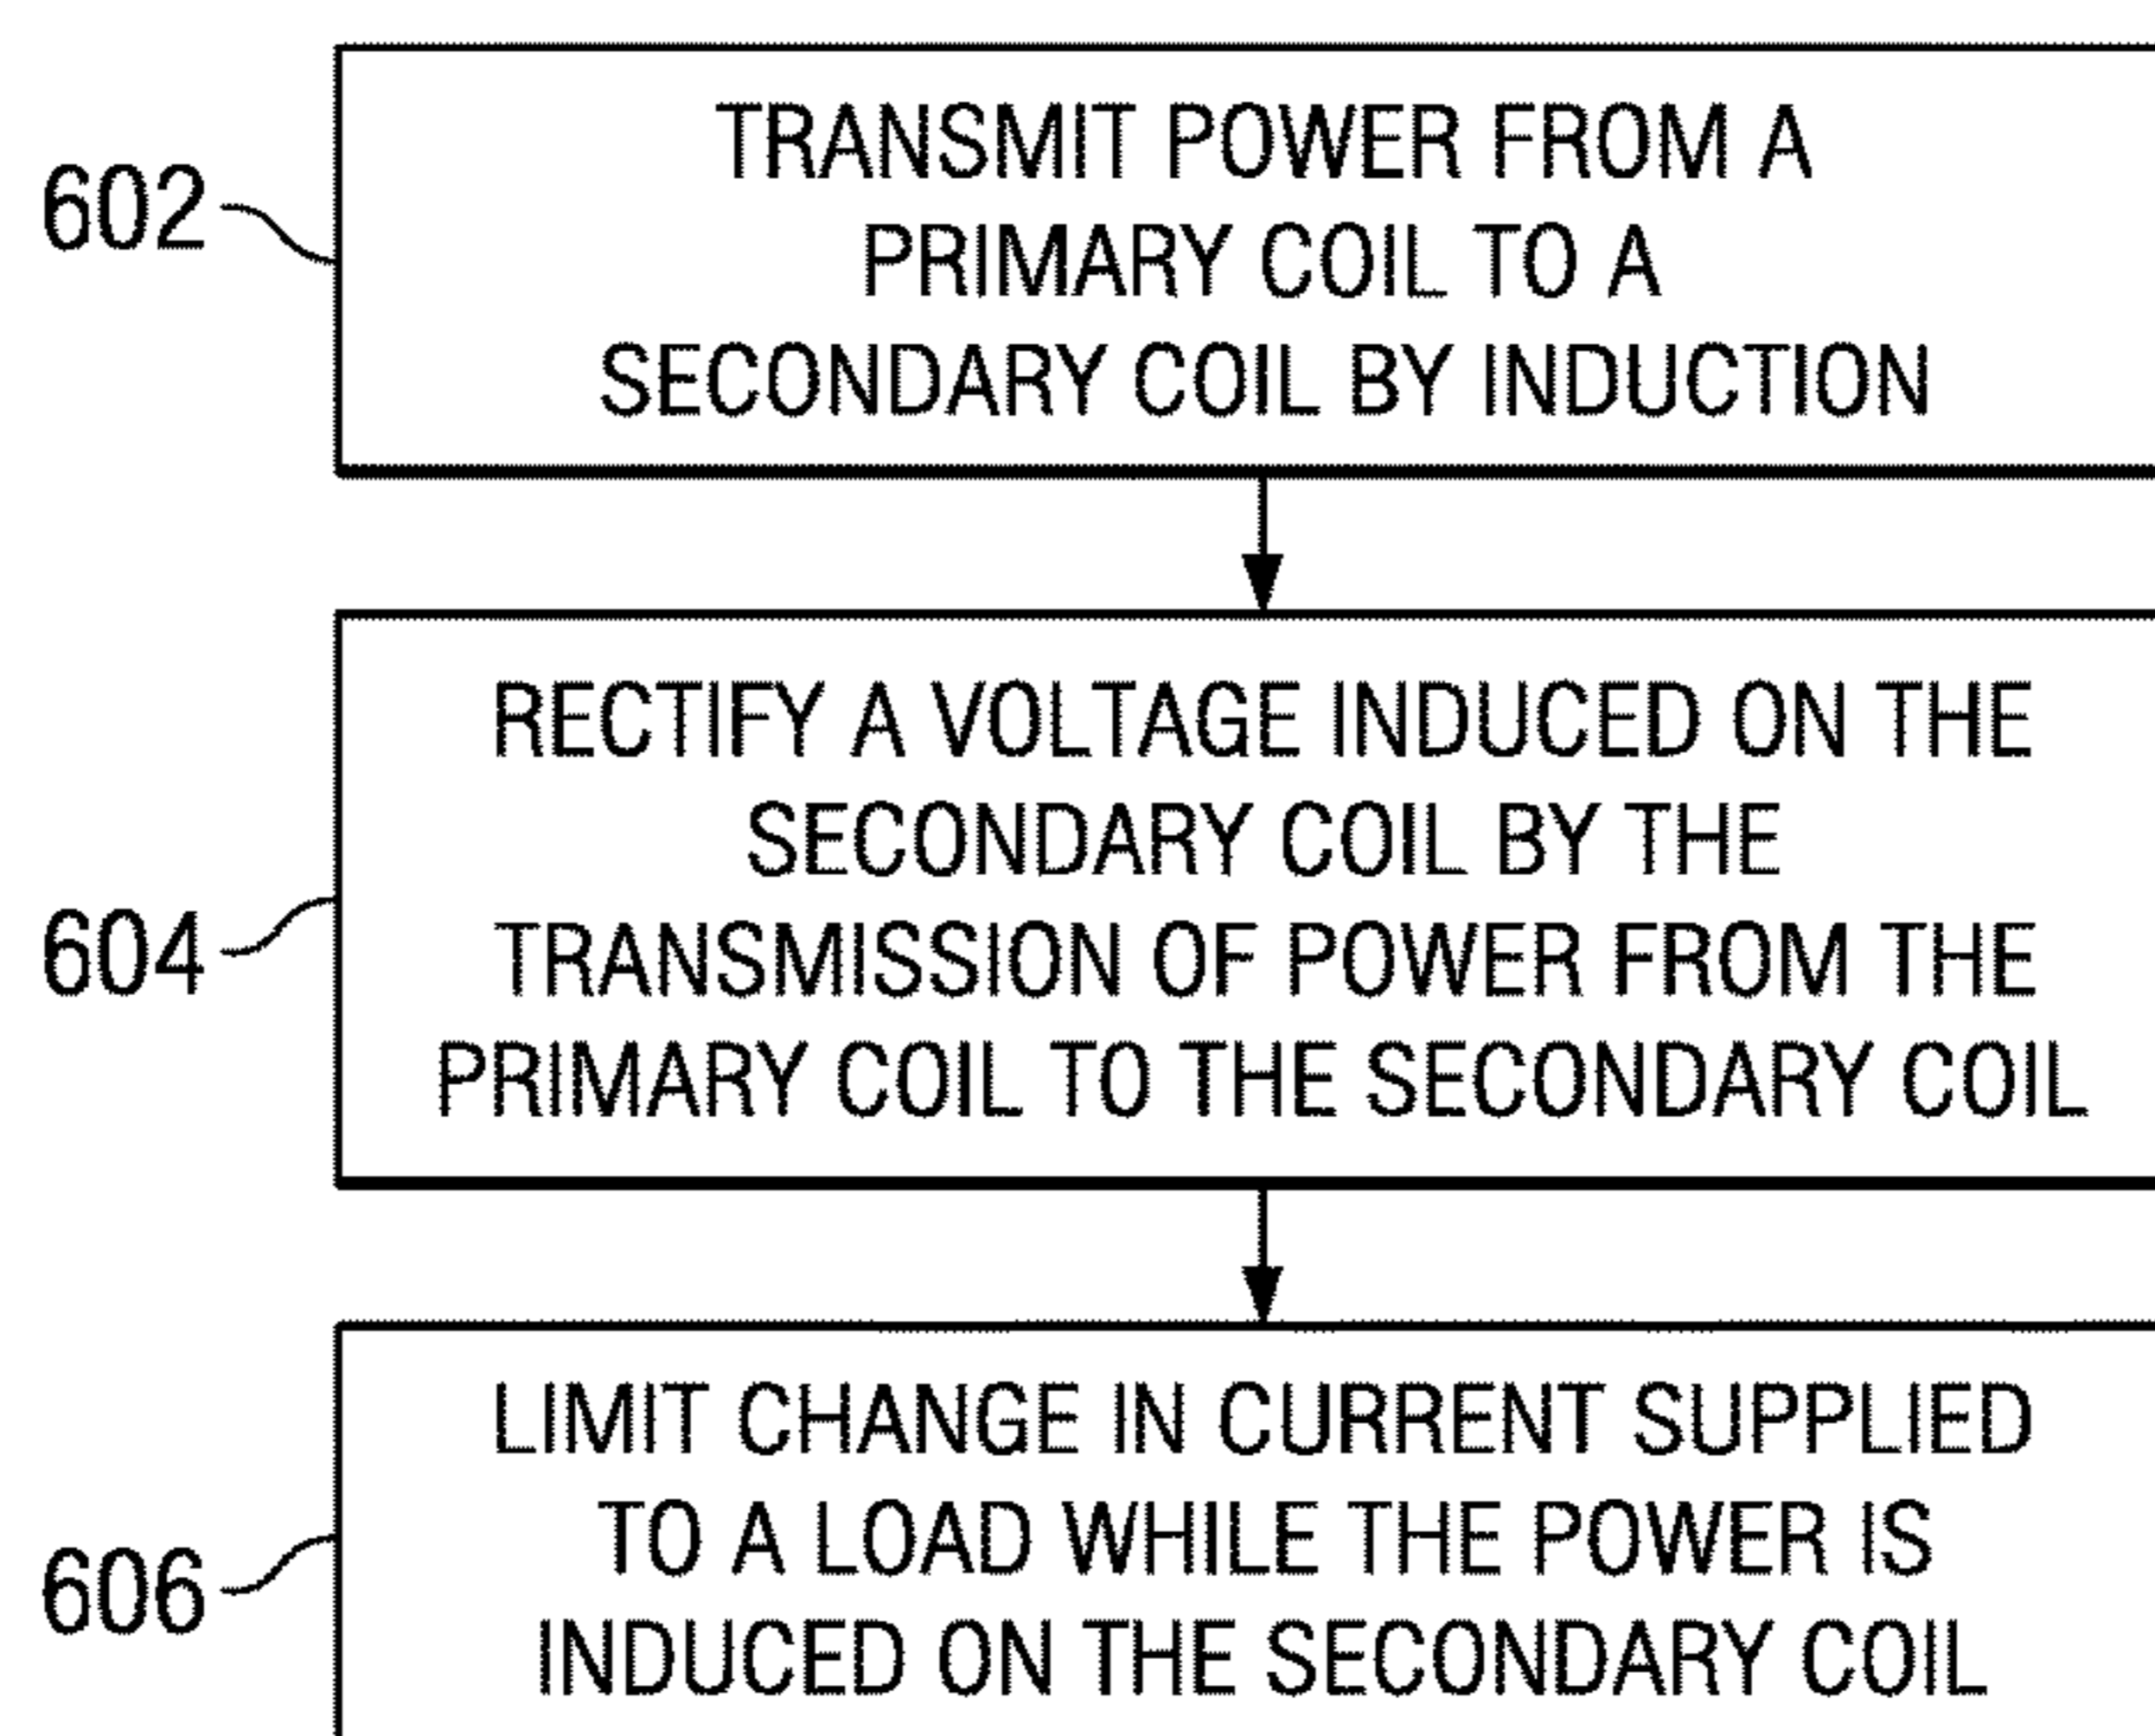 602
TRANSMIT POWER FROM A
PRIMARY COIL TO A
SECONDARY COIL BY INDUCTION
604
RECTIFY A VOLTAGE INDUCED ON THE
SECONDARY COIL BY THE
TRANSMISSION OF POWER FROM THE
PRIMARY COIL TO THE SECONDARY COIL
606
LIMIT CHANGE IN CURRENT SUPPLIED
TO A LOAD WHILE THE POWER IS
INDUCED ON THE SECONDARY COIL